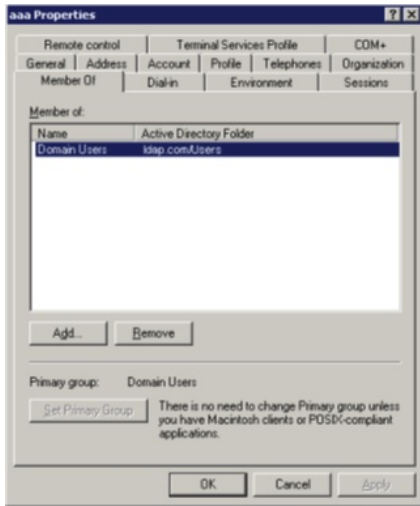 aaa Properties
Remote control Terminal Services Profile COM+
General Address Account Profile Telephones Organization
Member Of Dial-in Environment Sessions
Member of:
Name Active Directory Folder
Domain Users ldap.com/Users
Add... Remove
Primary group: Domain Users
Set Primary Group There is no need to change Primary group unless
you have Macintosh clients or POSIX-compliant
applications.
OK Cancel Apply